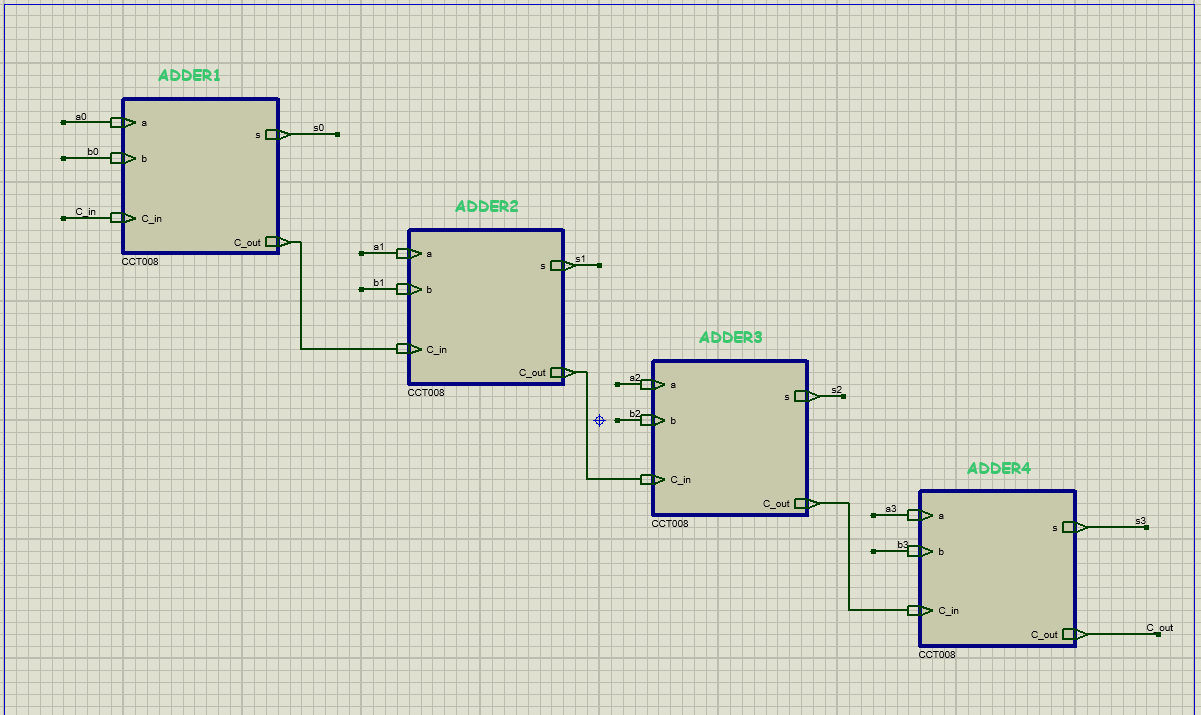 ADDER1
a0
a
s
s0
b0
b
C_in
C_in
C_out
CCT008
ADDER2
a1
a
s
s1
b1
b
C_in
C_out
CCT008
ADDER3
a2
a
s
s2
b2
b
C_in
C_out
CCT008
ADDER4
a3
a
s
s3
b3
b
C_in
C_out
C_out
CCT008